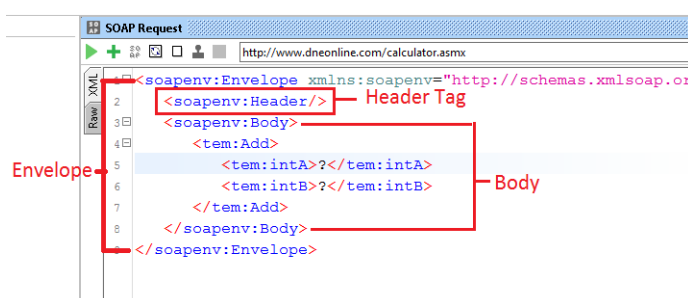 SOAP Request
http://www.dneonline.com/calculator.asmx
XML
Raw
<soapenv:Envelope xmlns:soapenv="http://schemas.xmlsoap.or
2 <soapenv:Header/>
Header Tag
3 <soapenv:Body>
4 <tem:Add>
5 <tem:intA>?</tem:intA>
6 <tem:intB>?</tem:intB>
7 </tem:Add>
8 </soapenv:Body>
</soapenv:Envelope>
Envelope
Body